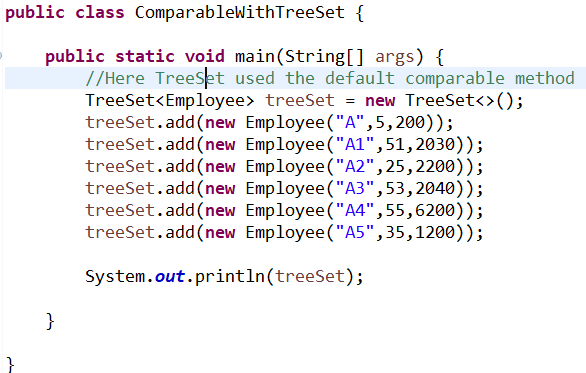 public class ComparableWithTreeSet {
public static void main(String[] args) {
//Here TreeSet used the default comparable method
TreeSet<Employee> treeSet = new TreeSet<>();
treeSet.add(new Employee("A",5,200));
treeSet.add(new Employee("A1",51,2030));
treeSet.add(new Employee("A2",25,2200));
treeSet.add(new Employee("A3",53,2040));
treeSet.add(new Employee("A4",55,6200));
treeSet.add(new Employee("A5",35,1200));
System.out.println(treeSet);
}
}